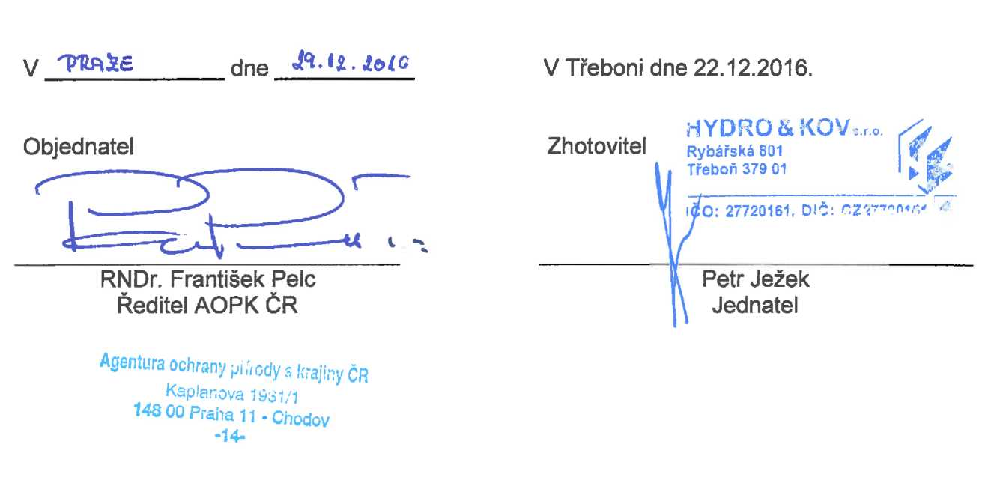 V PRAZE dne 29.12.2016
Objednatel
RNDr. František Pelc
Ředitel AOPK ČR
Agentura ochrany přírody a krajiny ČR
Kaplanova 1931/1
148 00 Praha 11 - Chodov
-14-
V Třeboni dne 22.12.2016.
Zhotovitel
HYDRO & KOV s.r.o.
Rybářská 801
Třeboň 379 01
IČO: 27720161, DIČ: CZ27720161
Petr Ježek
Jednatel